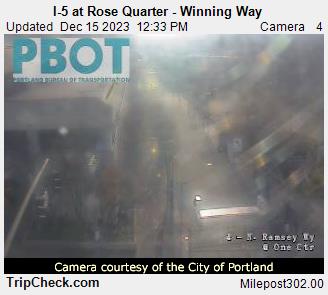 I-5 at Rose Quarter - Winning Way
Updated Dec 15 2023 12:33 PM Camera 4
PBOT
PORTLAND BUREAU OF TRANSPORTATION
N. Ramsey Wy
@ One Ctr
Camera courtesy of the City of Portland
TripCheck.com Milepost302.00